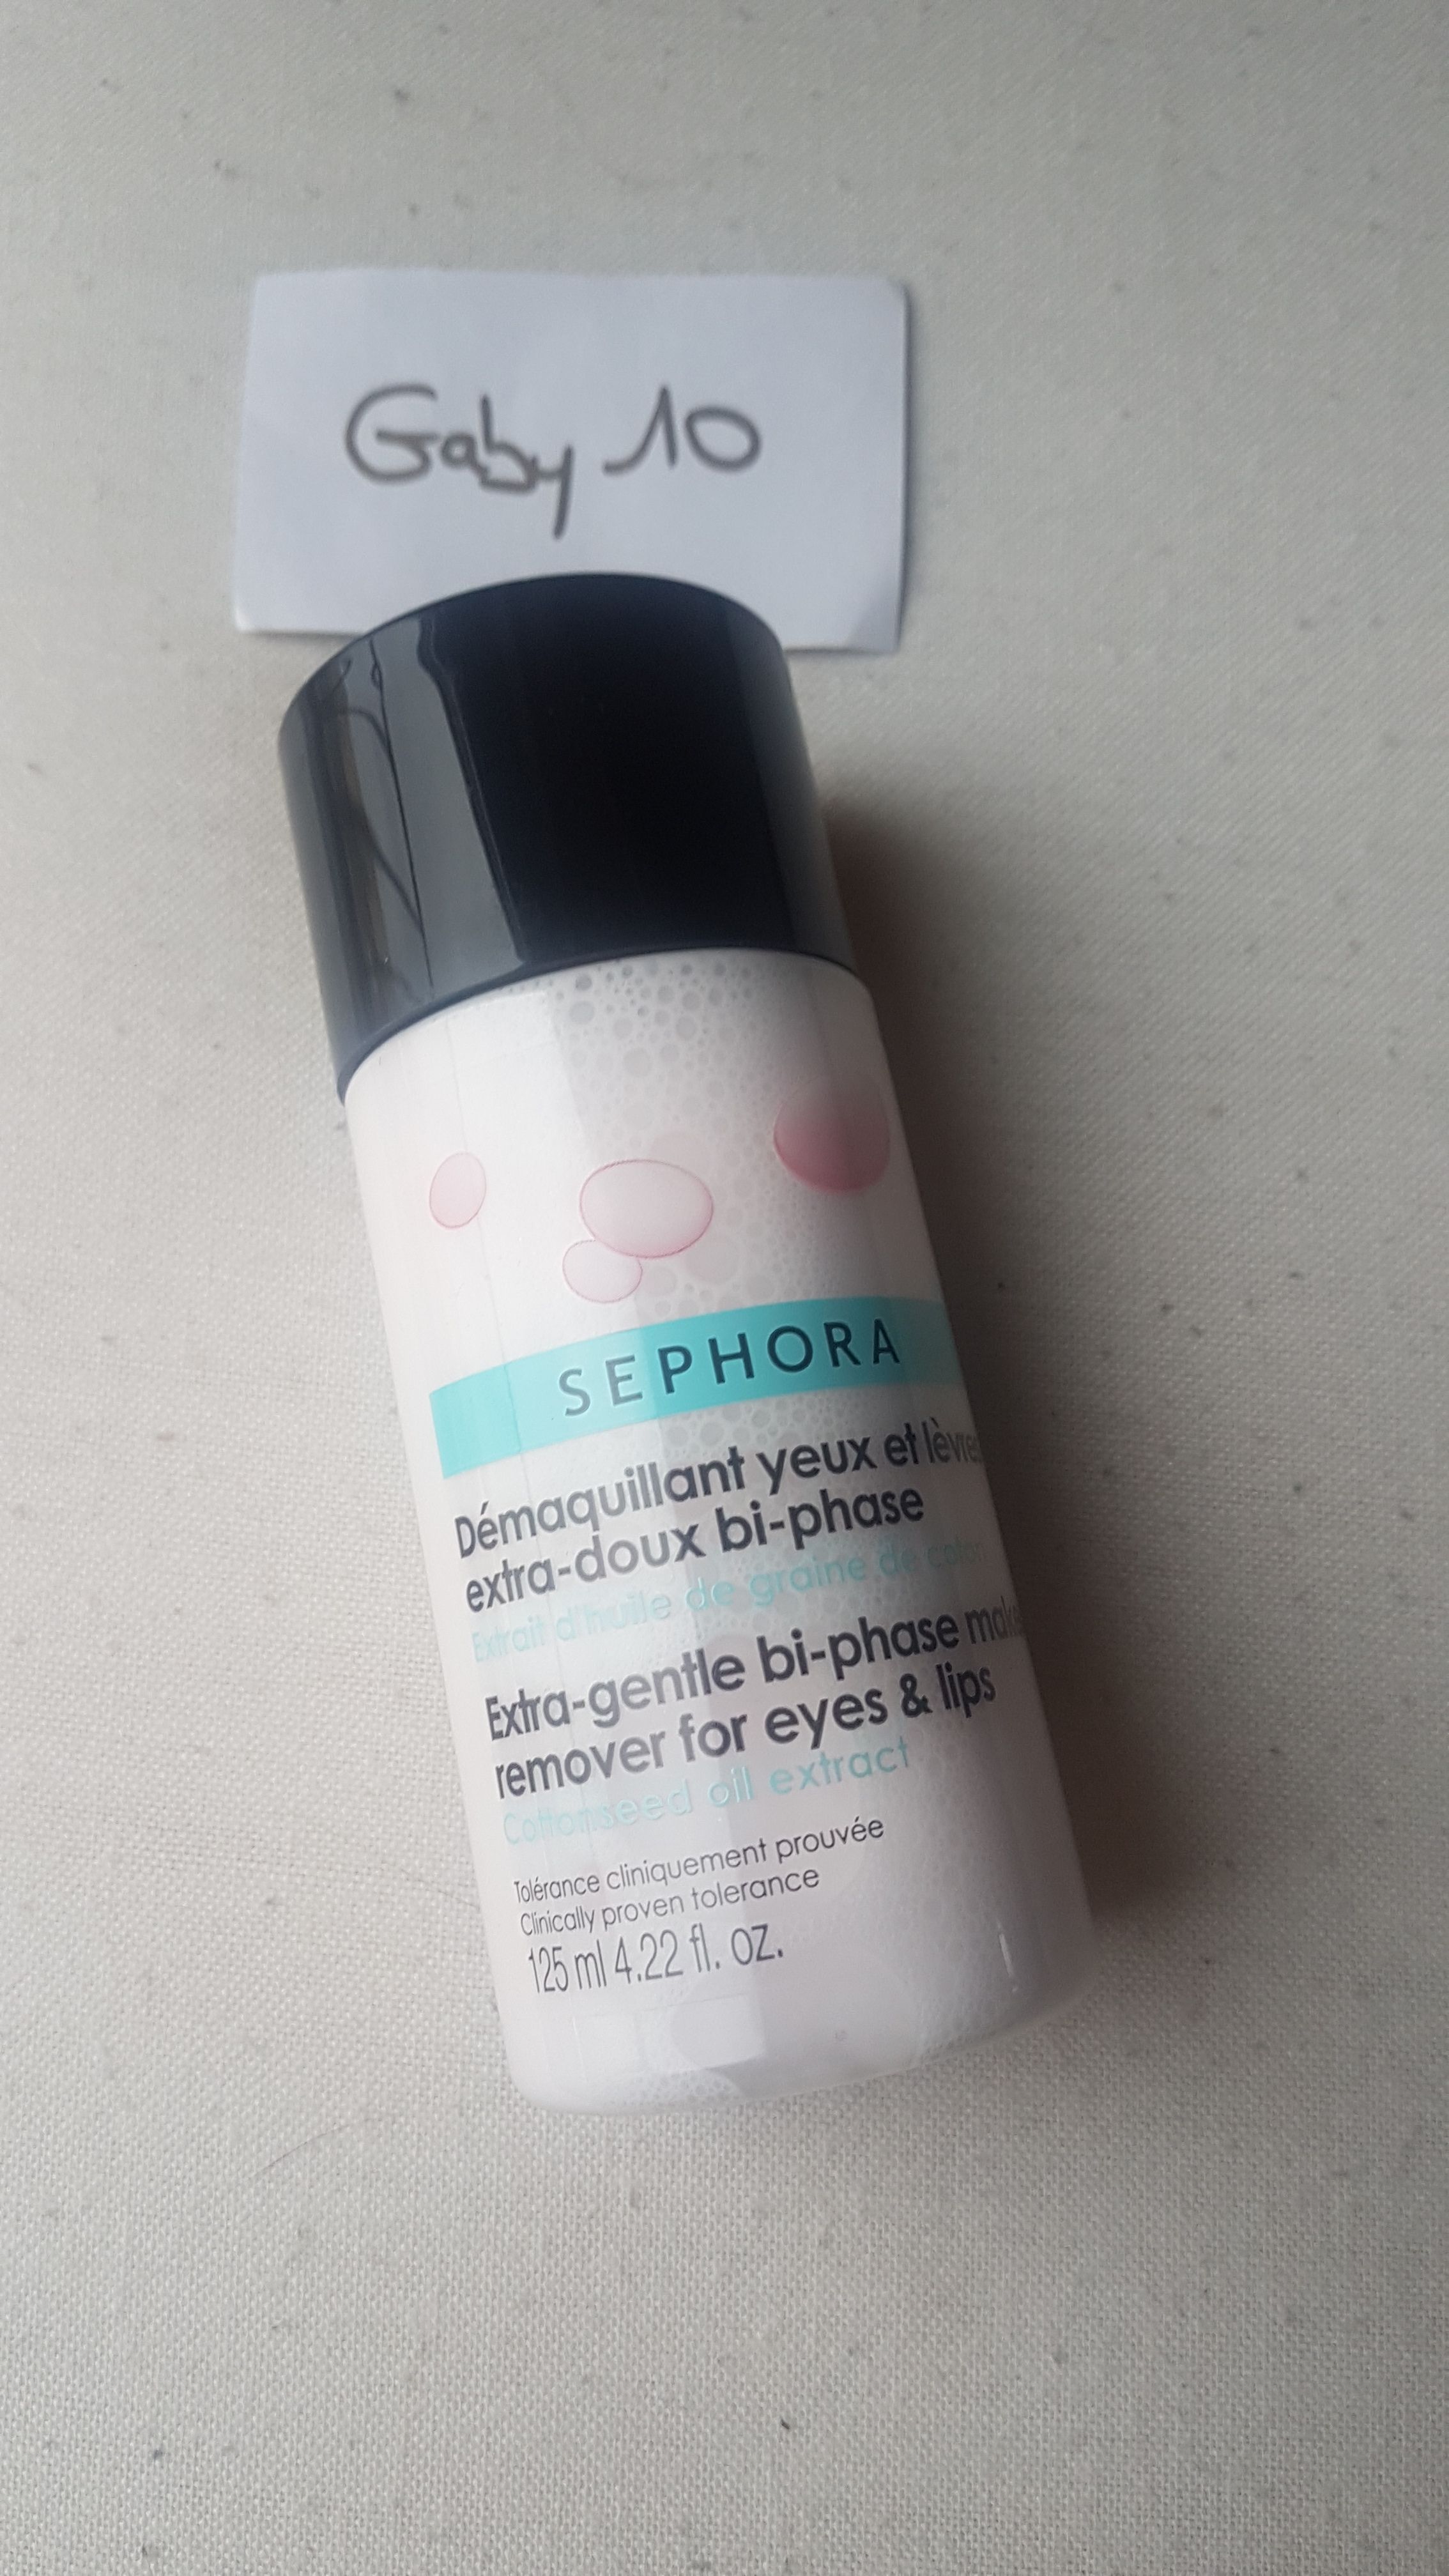 Gaby 10
SEPHORA
Démaquillant yeux et lèvres
extra-doux bi-phase
Extrait d'huile de graine de coton
Extra-gentle bi-phase make
remover for eyes & lips
Cottonseed oil extract
Tolérance cliniquement prouvée
Clinically proven tolerance
125 ml 4.22 fl. oz.